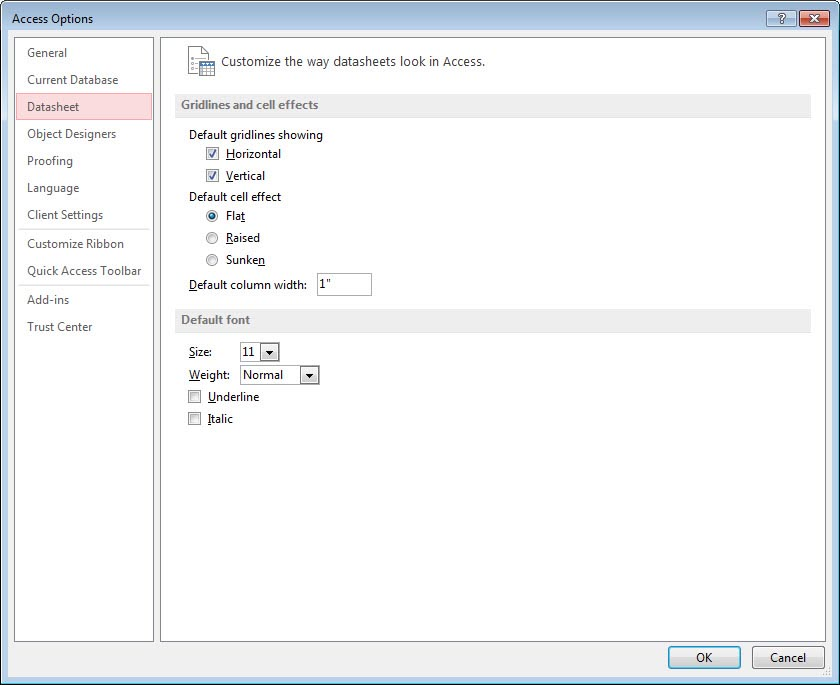 Access Options
?
General
Current Database
Datasheet
Object Designers
Proofing
Language
Client Settings
Customize Ribbon
Quick Access Toolbar
Add-ins
Trust Center
Customize the way datasheets look in Access.
Gridlines and cell effects
Default gridlines showing
Horizontal
Vertical
Default cell effect
Flat
Raised
Sunken
Default column width: 1"
Default font
Size: 11
Weight: Normal
Underline
Italic
OK Cancel